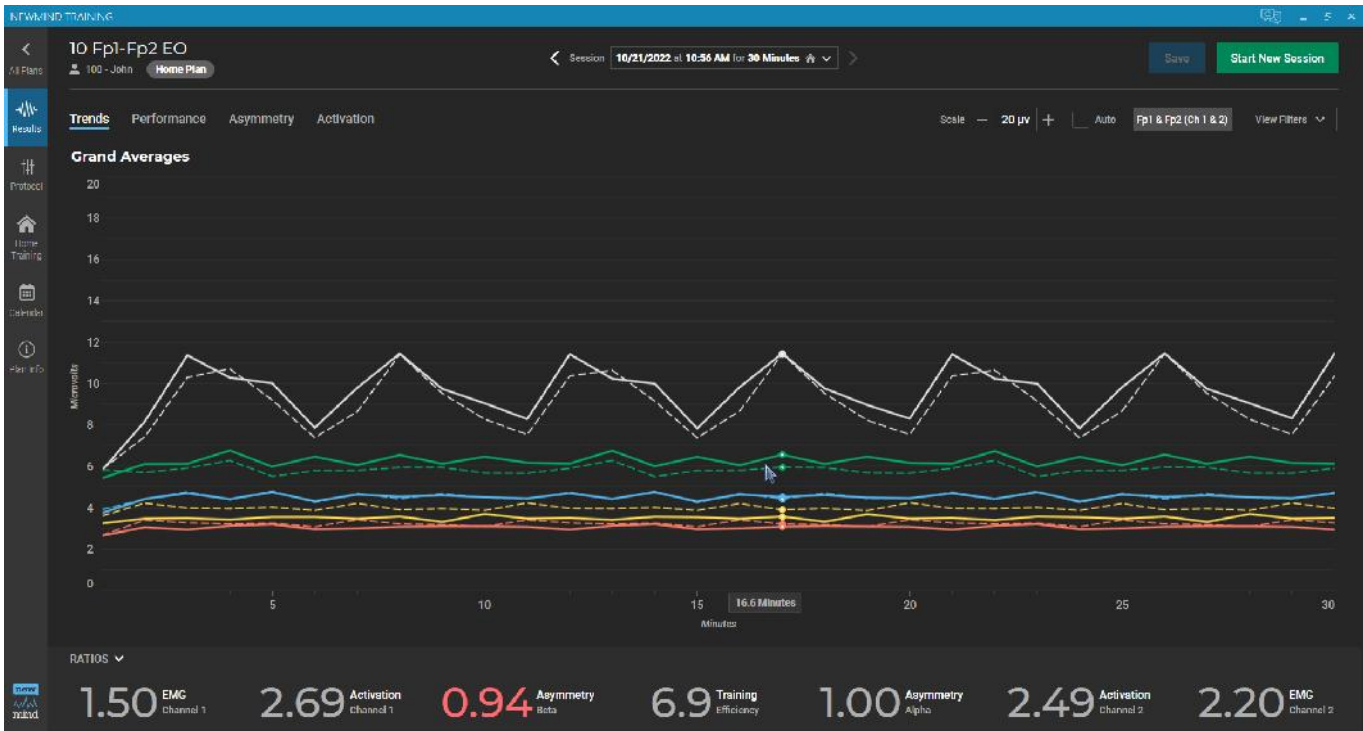 NEWMIND TRAINING
All Plans
10 Fp1-Fp2 EO
100 - John Home Plan
Session 10/21/2022 at 10:56 AM for 30 Minutes
Save
Start New Session
Results
Protocol
Home
Training
Calendar
Plan Info
Trends Performance Asymmetry Activation
Scale — 20 μv + Auto Fp1 & Fp2 (Ch 1 & 2) View Filters
Grand Averages
20
18
16
14
12
10
8
6
4
2
0
Microvolts
5 10 15 16.6 Minutes 20 25 30
Minutes
RATIOS
1.50 EMG Channel 1
2.69 Activation Channel 1
0.94 Asymmetry Beta
6.9 Training Efficiency
1.00 Asymmetry Alpha
2.49 Activation Channel 2
2.20 EMG Channel 2
new
mind